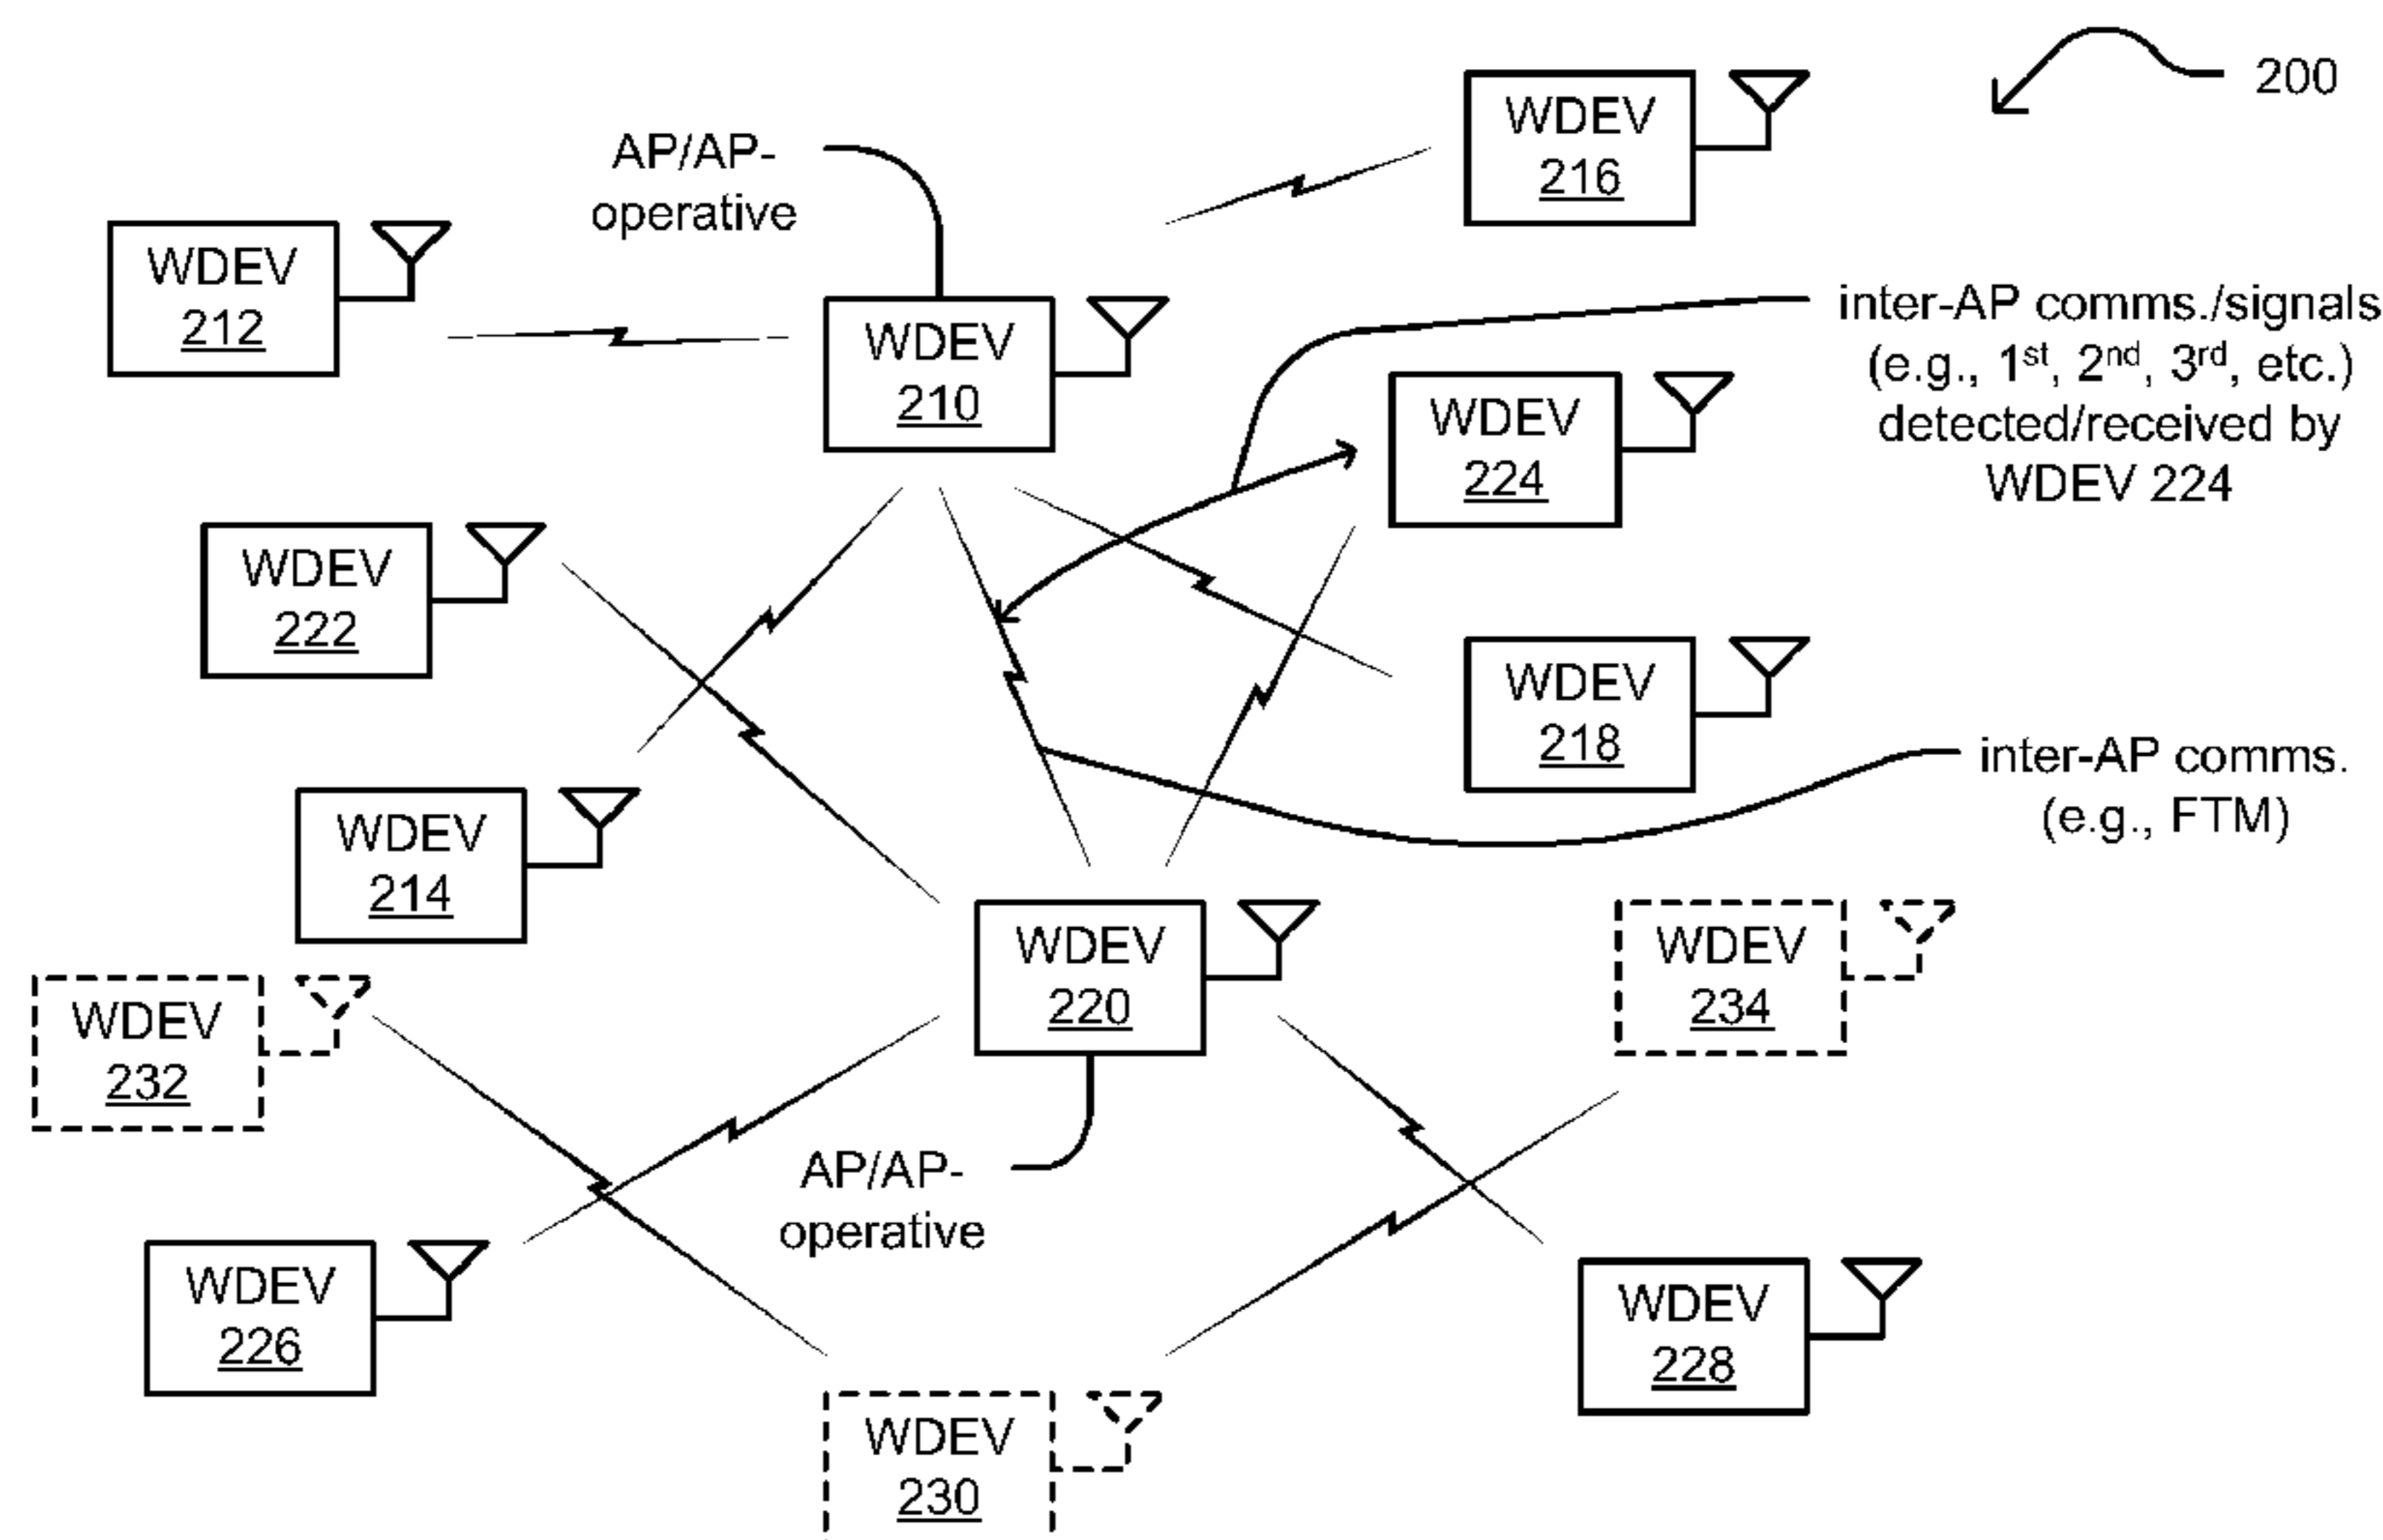 200
WDEV
216
AP/AP-
operative
WDEV
212
WDEV
210
inter-AP comms./signals
(e.g., 1st, 2nd, 3rd, etc.)
detected/received by
WDEV 224
WDEV
224
WDEV
222
WDEV
218
inter-AP comms.
(e.g., FTM)
WDEV
214
WDEV
220
WDEV
234
WDEV
232
AP/AP-
operative
WDEV
226
WDEV
228
WDEV
230